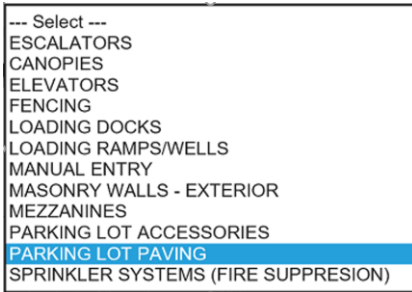 --- Select ---
ESCALATORS
CANOPIES
ELEVATORS
FENCING
LOADING DOCKS
LOADING RAMPS/WELLS
MANUAL ENTRY
MASONRY WALLS - EXTERIOR
MEZZANINES
PARKING LOT ACCESSORIES
PARKING LOT PAVING
SPRINKLER SYSTEMS (FIRE SUPPRESION)